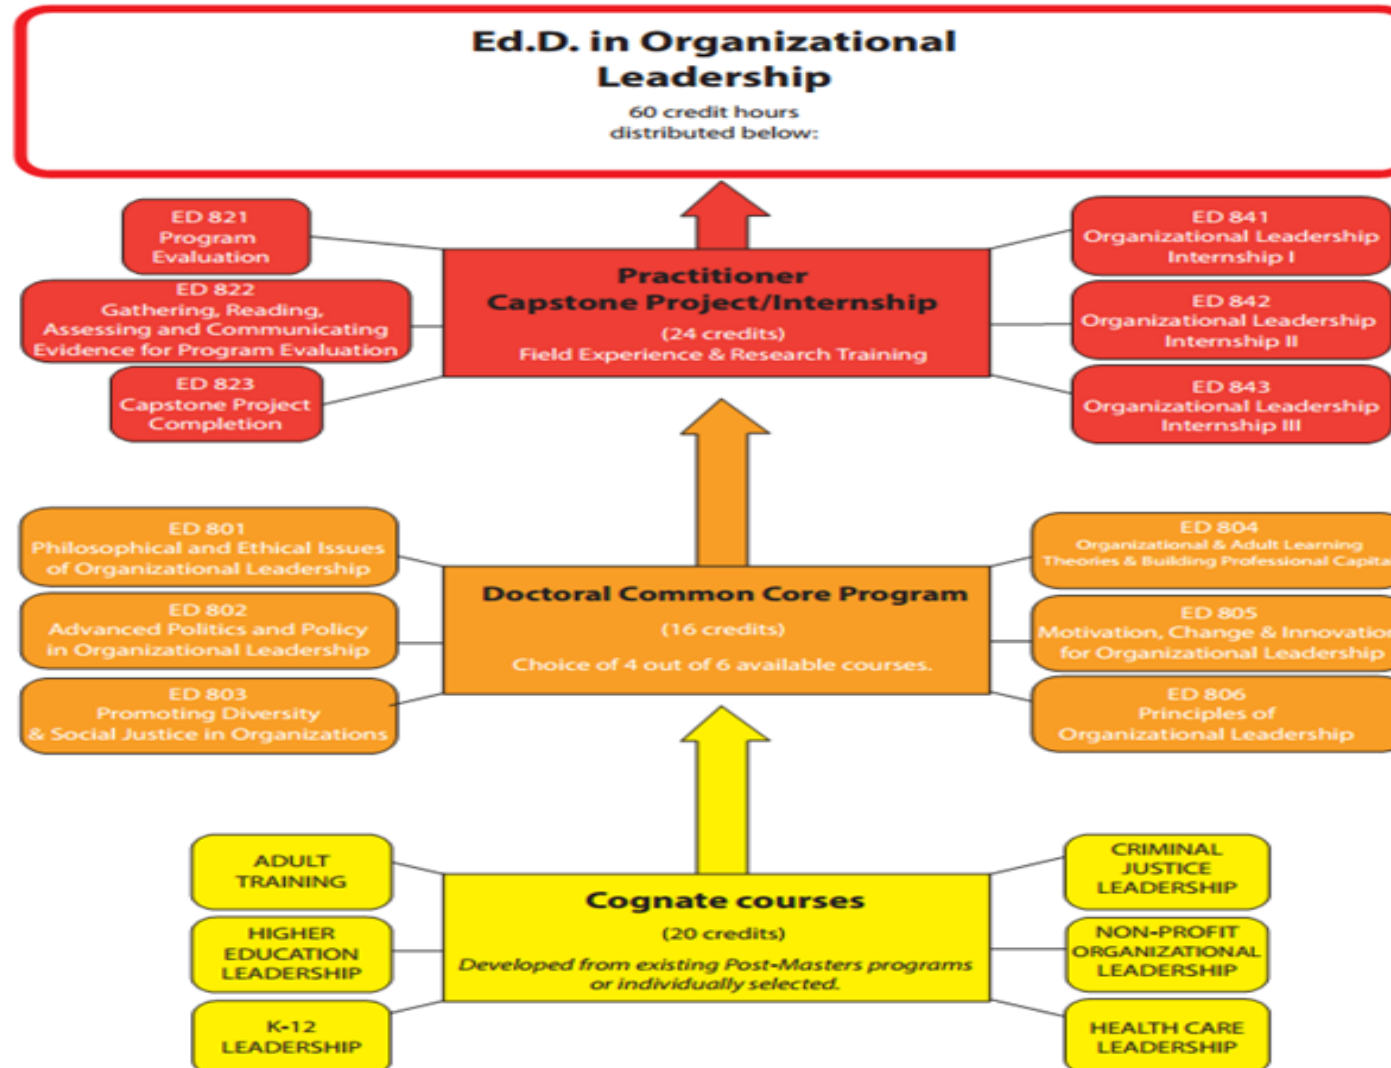 Ed.D. in Organizational
Leadership
60 credit hours
distributed below:
ED 821
Program
Evaluation
ED 822
Gathering, Reading,
Assessing and Communicating
Evidence for Program Evaluation
ED 823
Capstone Project
Completion
Practitioner
Capstone Project/Internship
(24 credits)
Field Experience & Research Training
ED 841
Organizational Leadership
Internship I
ED 842
Organizational Leadership
Internship II
ED 843
Organizational Leadership
Internship III
ED 801
Philosophical and Ethical Issues
of Organizational Leadership
ED 802
Advanced Politics and Policy
in Organizational Leadership
ED 803
Promoting Diversity
& Social Justice in Organizations
Doctoral Common Core Program
(16 credits)
Choice of 4 out of 6 available courses.
ED 804
Organizational & Adult Learning
Theories & Building Professional Capital
ED 805
Motivation, Change & Innovation
for Organizational Leadership
ED 806
Principles of
Organizational Leadership
ADULT
TRAINING
HIGHER
EDUCATION
LEADERSHIP
K-12
LEADERSHIP
Cognate courses
(20 credits)
Developed from existing Post-Masters programs
or individually selected.
CRIMINAL
JUSTICE
LEADERSHIP
NON-PROFIT
ORGANIZATIONAL
LEADERSHIP
HEALTH CARE
LEADERSHIP